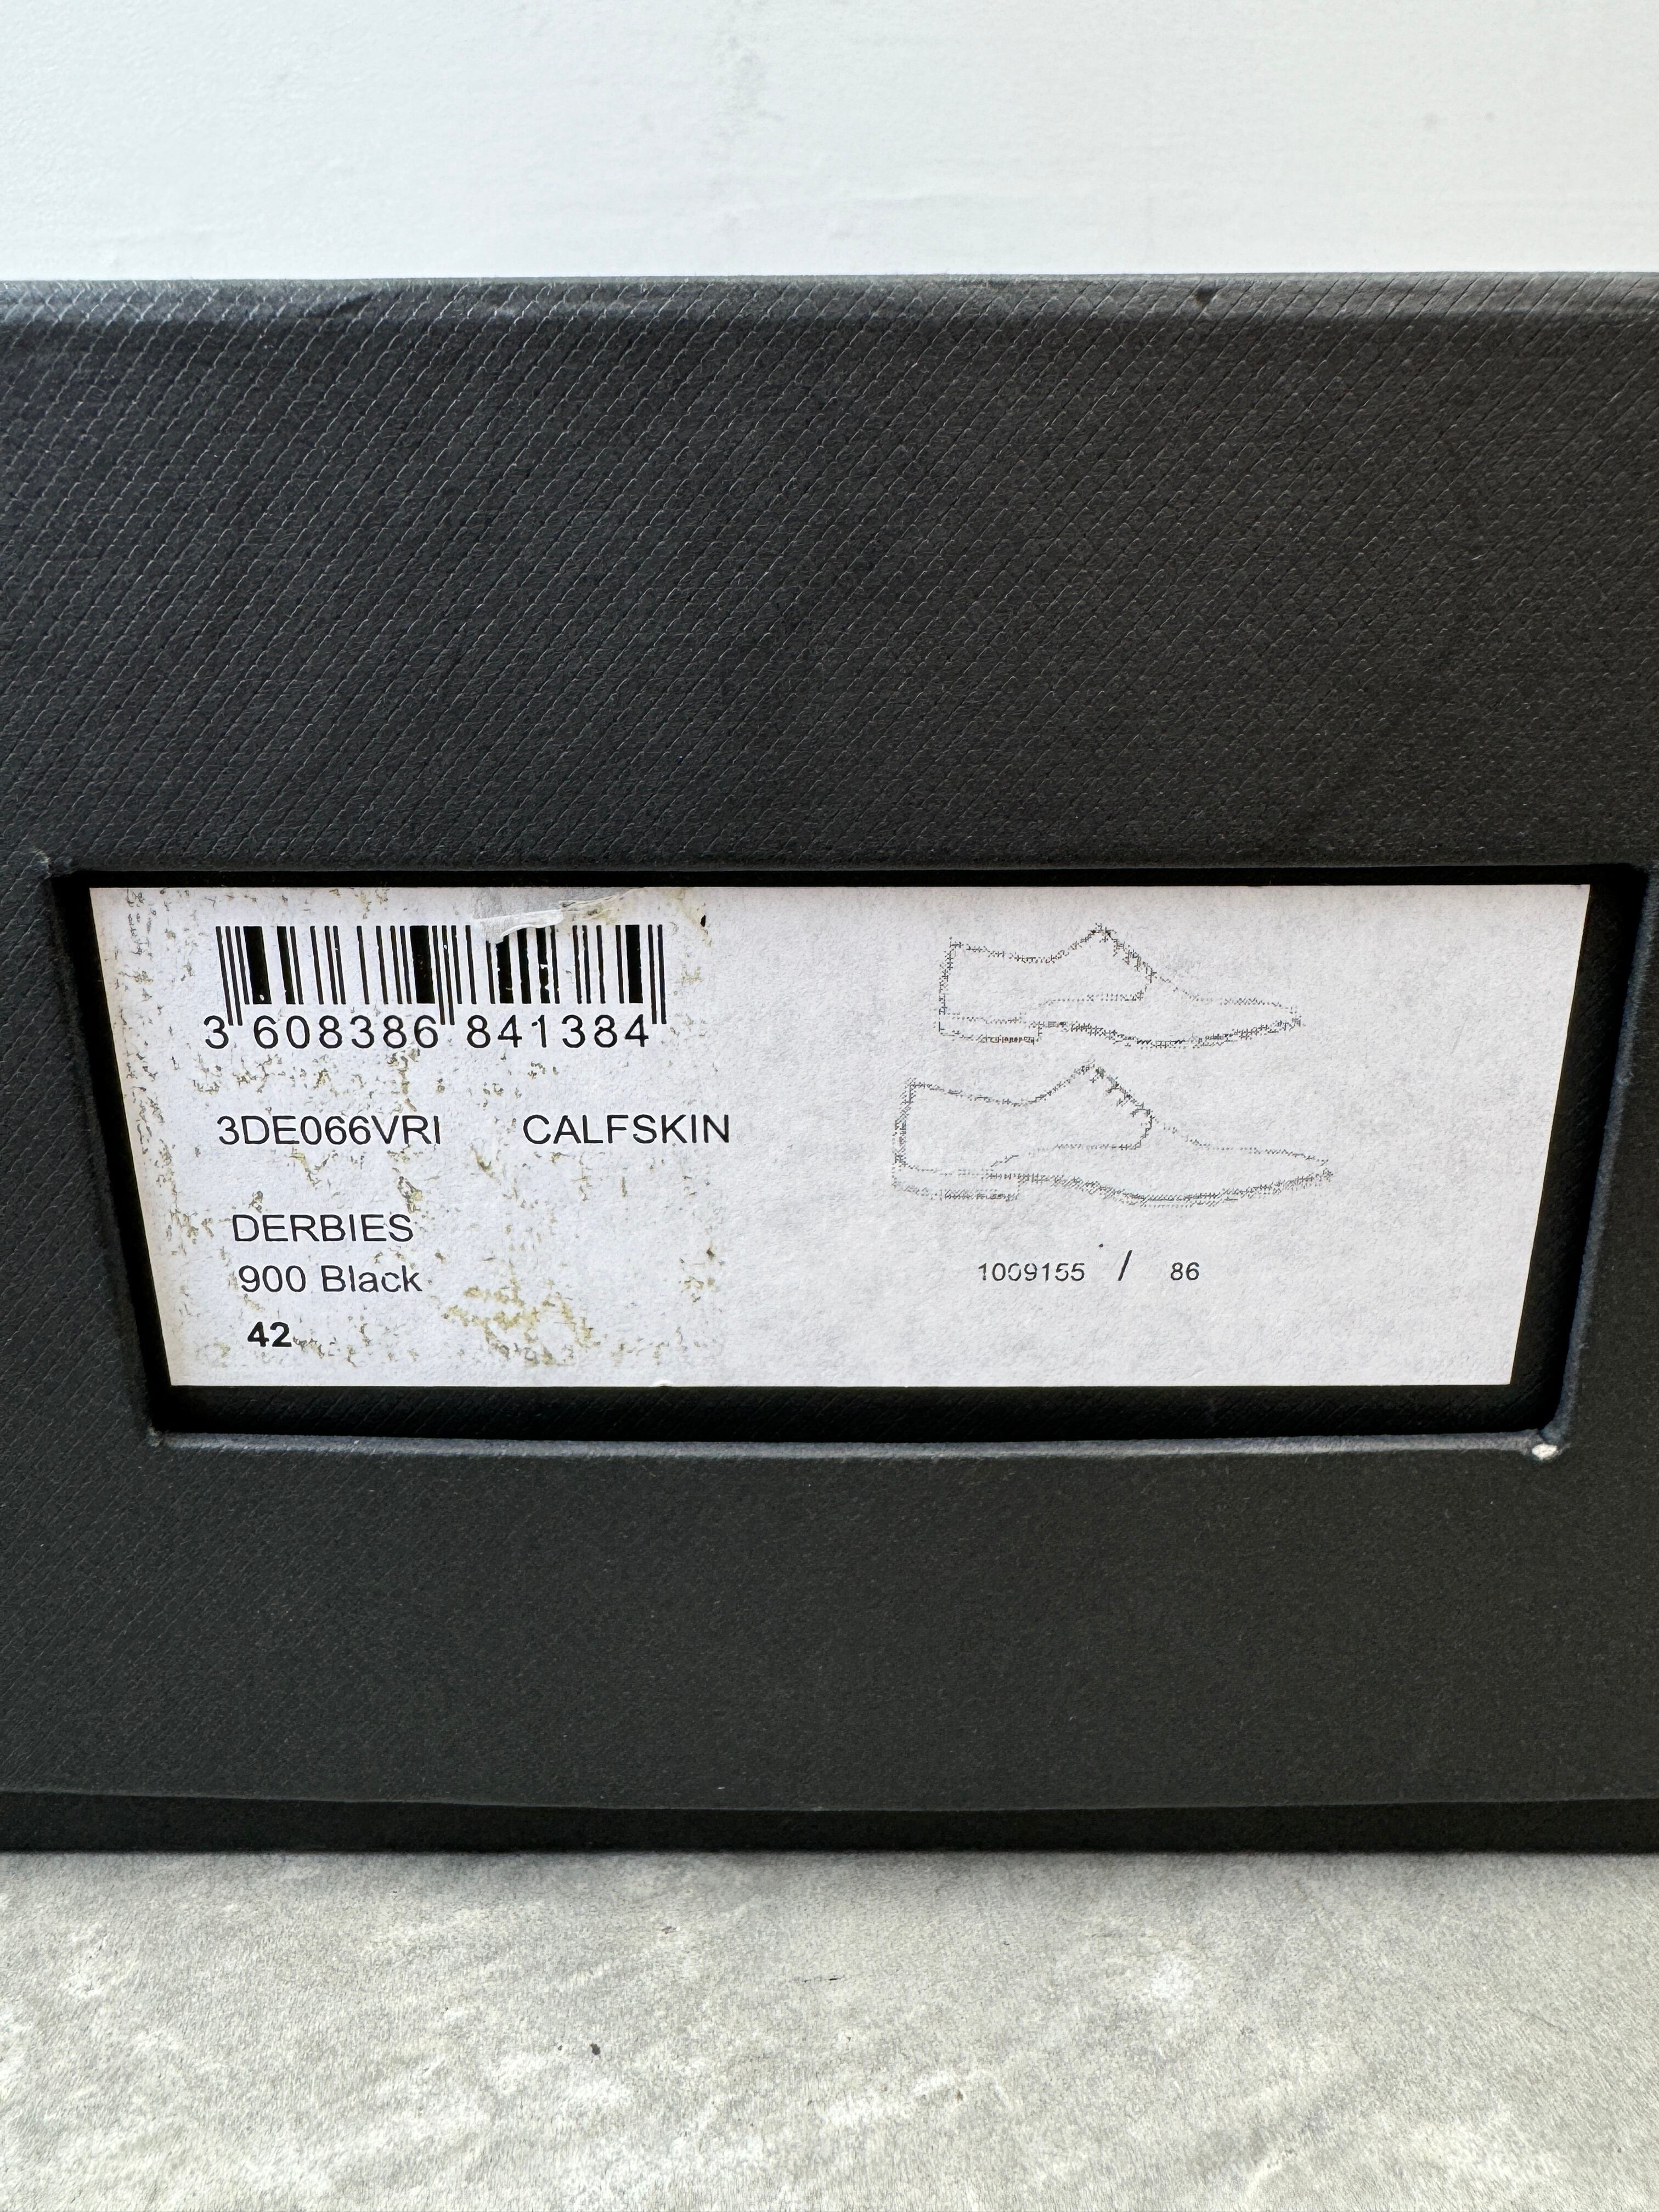 3 608386 841384
3DE066VRI CALFSKIN
DERBIES
900 Black
42
1009155 / 86